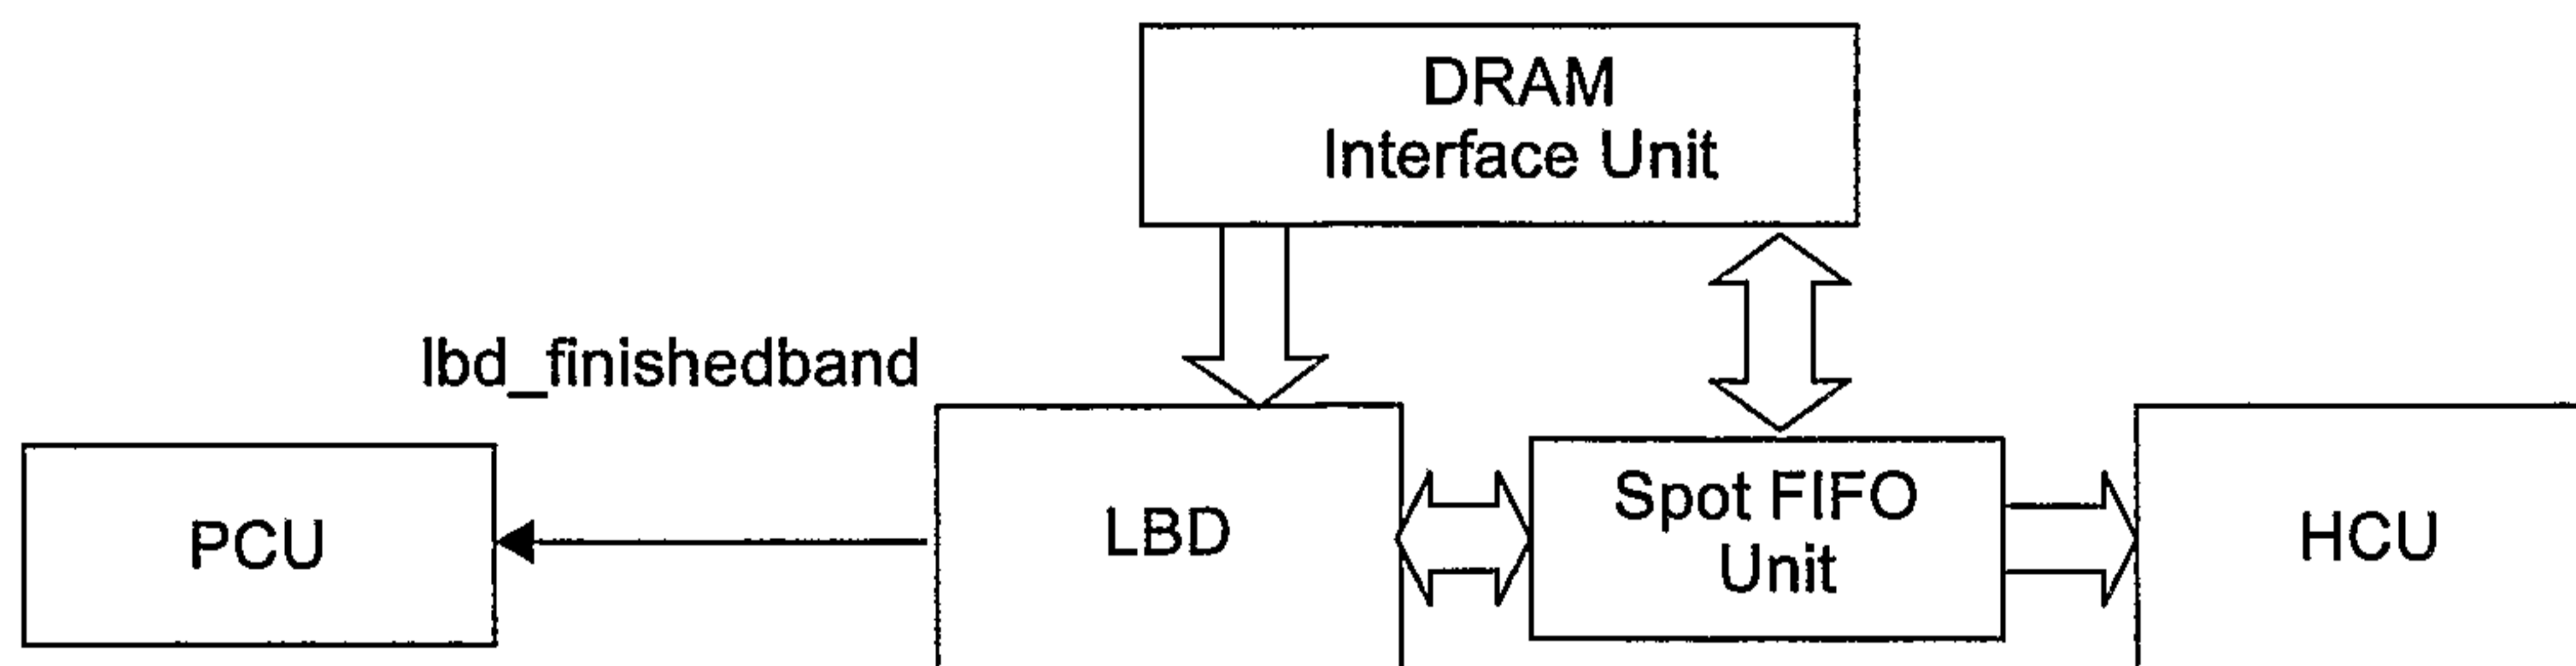 DRAM
Interface Unit
lbd_finishedband
PCU
LBD
Spot FIFO
Unit
HCU